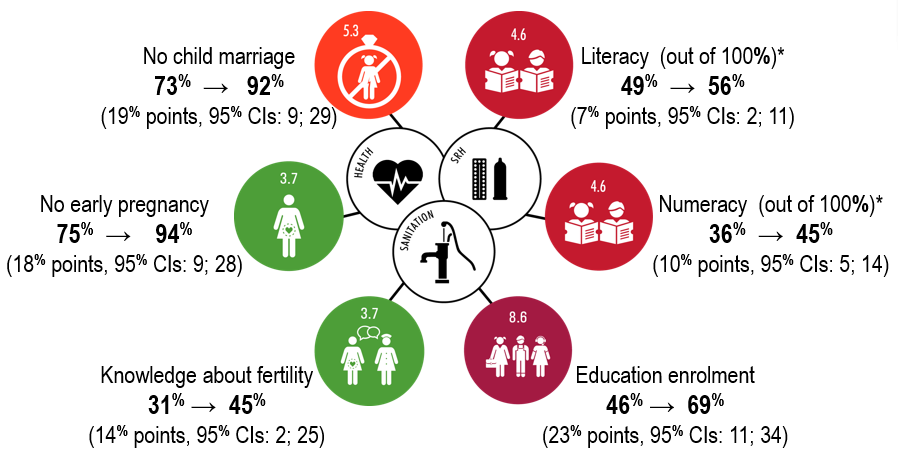 5.3
No child marriage
73% → 92%
(19% points, 95% CIs: 9; 29)
4.6
Literacy (out of 100%)*
49% → 56%
(7% points, 95% CIs: 2; 11)
HEALTH
SRH
SANITATION
3.7
No early pregnancy
75% → 94%
(18% points, 95% CIs: 9; 28)
4.6
Numeracy (out of 100%)*
36% → 45%
(10% points, 95% CIs: 5; 14)
3.7
Knowledge about fertility
31% → 45%
(14% points, 95% CIs: 2; 25)
8.6
Education enrolment
46% → 69%
(23% points, 95% CIs: 11; 34)